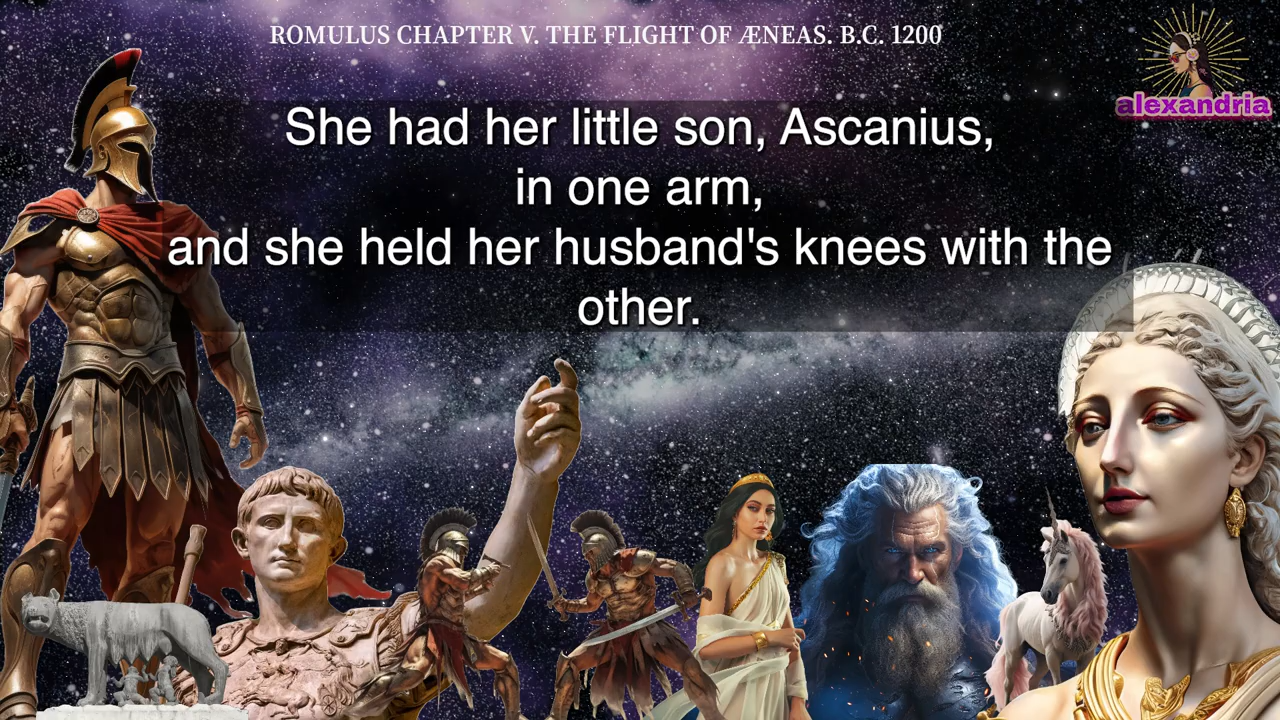 ROMULUS CHAPTER V. THE FLIGHT OF ÆNEAS. B.C. 1200
alexandria
She had her little son, Ascanius,
in one arm,
and she held her husband's knees with the
other.